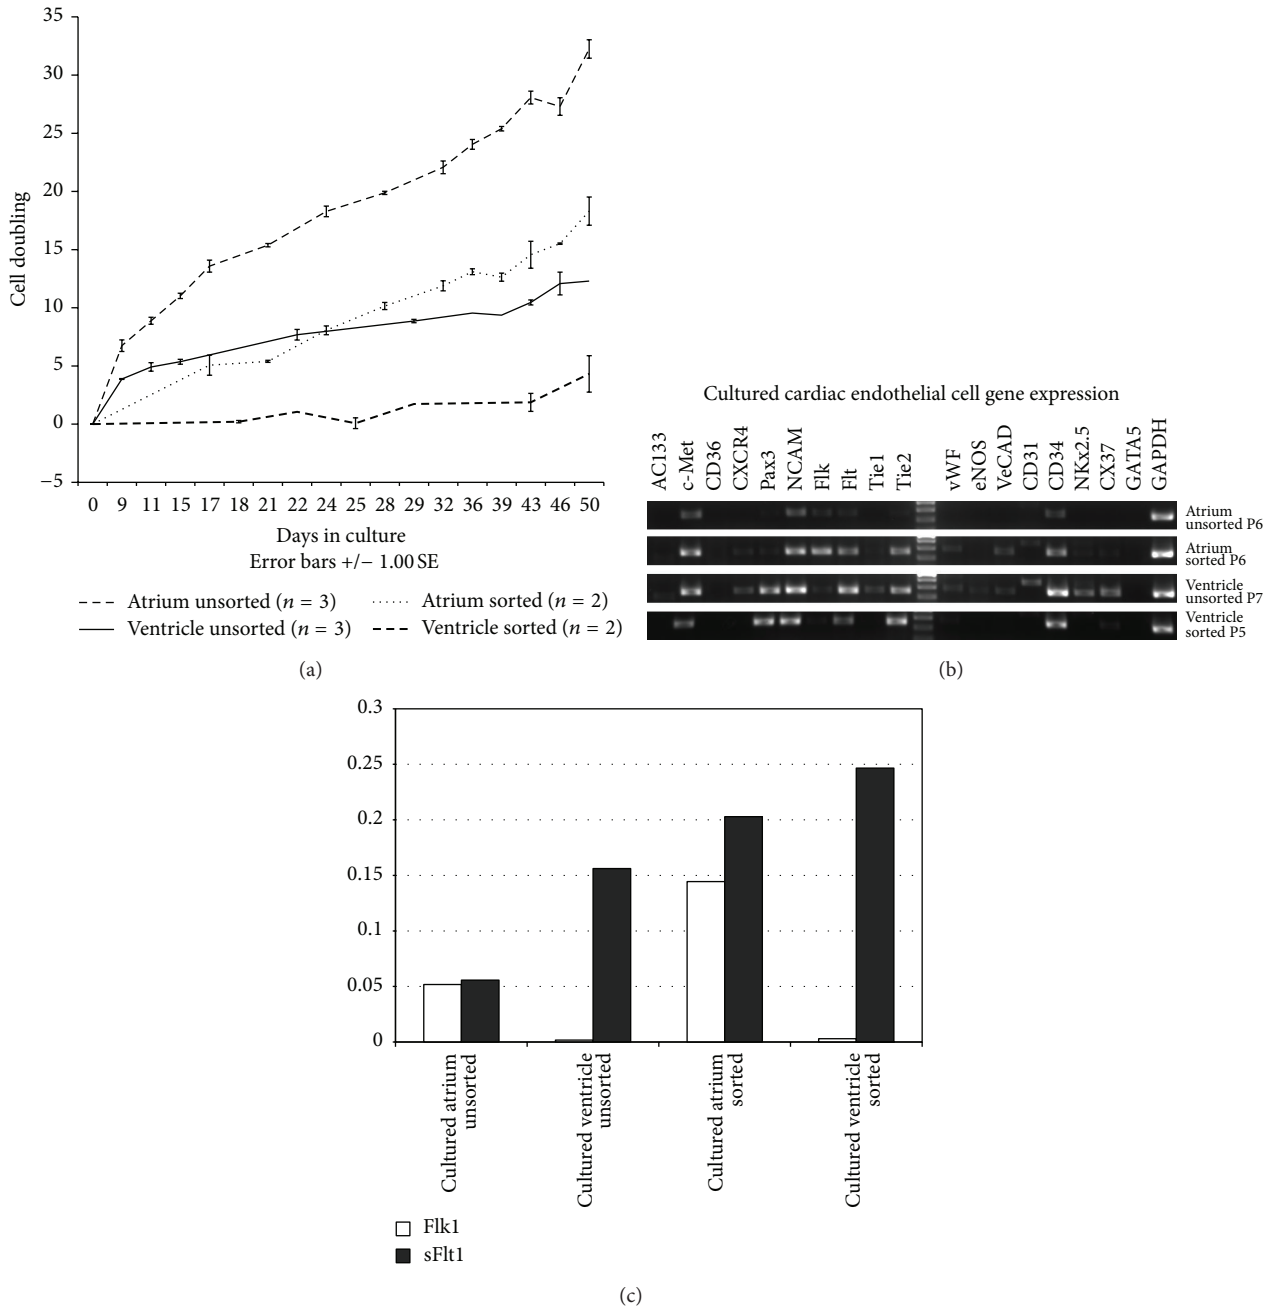 35
30
25
20
15
10
5
0
−5
Cell doubling
0 9 11 15 17 18 21 22 24 25 28 29 32 36 39 43 46 50
Days in culture
Error bars +/− 1.00 SE
Atrium unsorted (n = 3)
Atrium sorted (n = 2)
Ventricle unsorted (n = 3)
Ventricle sorted (n = 2)
(a)
Cultured cardiac endothelial cell gene expression
AC133 c-Met CD36 CXCR4 Pax3 NCAM Flk Flt Tie1 Tie2 vWF eNOS VeCAD CD31 CD34 NKx2.5 CX37 GATA5 GAPDH
Atrium
unsorted P6
Atrium
sorted P6
Ventricle
unsorted P7
Ventricle
sorted P5
(b)
0.3
0.25
0.2
0.15
0.1
0.05
0
Cultured atrium
unsorted
Cultured ventricle
unsorted
Cultured atrium
sorted
Cultured ventricle
sorted
Flk1
sFlt1
(c)